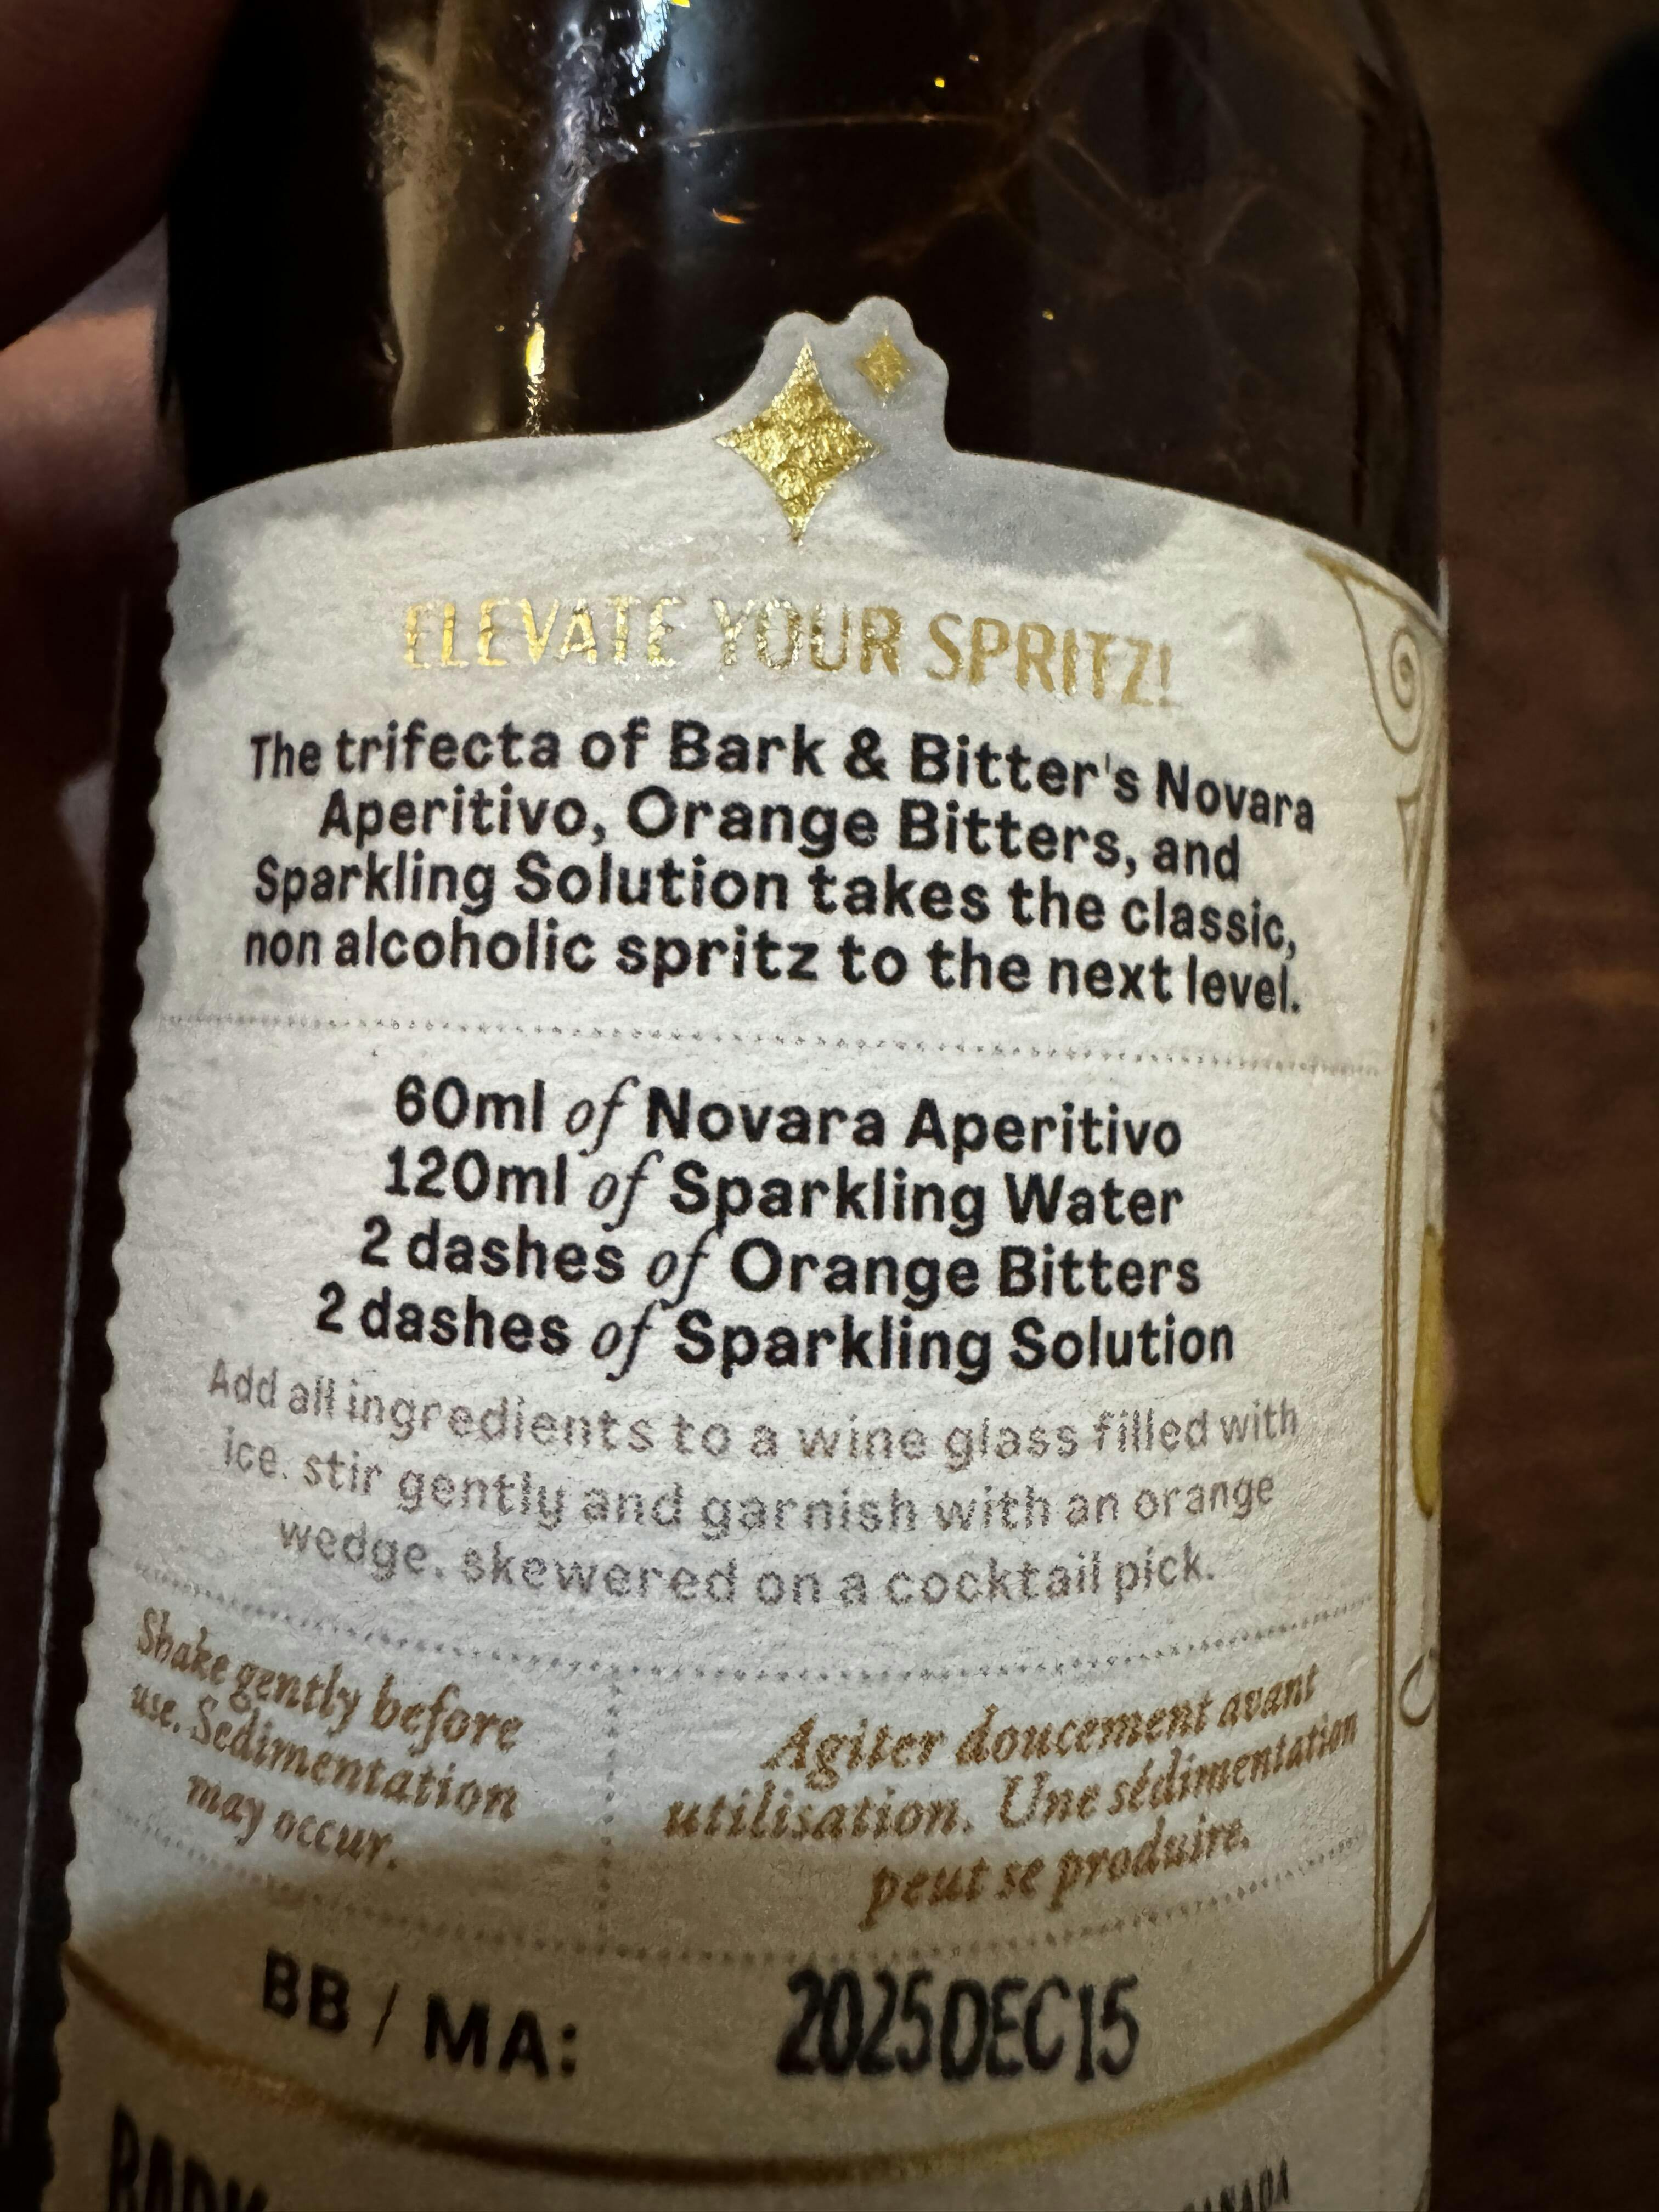 ELEVATE YOUR SPRITZ!
The trifecta of Bark & Bitter's Novara
Aperitivo, Orange Bitters, and
Sparkling Solution takes the classic,
non alcoholic spritz to the next level.
60ml of Novara Aperitivo
120ml of Sparkling Water
2 dashes of Orange Bitters
2 dashes of Sparkling Solution
Add all ingredients to a wine glass filled with
ice. stir gently and garnish with an orange
wedge. skewered on a cocktail pick.
Shake gently before
use. Sedimentation
may occur.
Agiter doucement avant
utilisation. Une sédimentation
peut se produire.
BB / MA: 2025DEC15